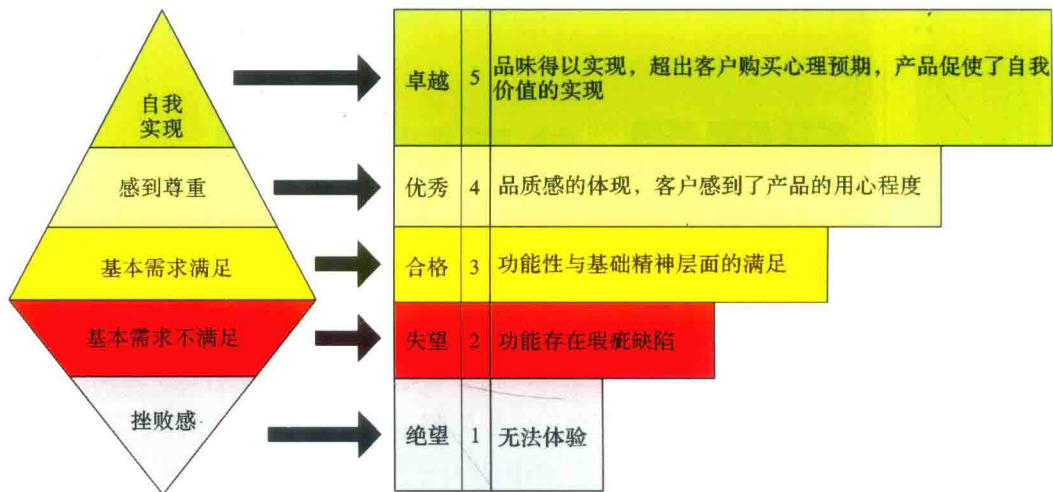 自我
实现
卓越 5 品味得以实现，超出客户购买心理预期，产品促使了自我
价值的实现
感到尊重
优秀 4 品质感的体现，客户感到了产品的用心程度
基本需求满足
合格 3 功能性与基础精神层面的满足
基本需求不满足
失望 2 功能存在瑕疵缺陷
挫败感
绝望 1 无法体验